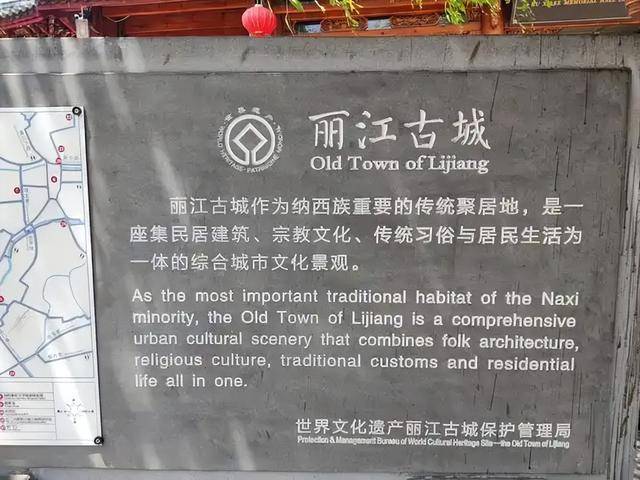 丽江古城
Old Town of Lijiang
丽江古城作为纳西族重要的传统聚居地，是一
座集民居建筑、宗教文化、传统习俗与居民生活为
一体的综合城市文化景观。
As the most important traditional habitat of the Naxi
minority, the Old Town of Lijiang is a comprehensive
urban cultural scenery that combines folk architecture,
religious culture, traditional customs and residential
life all in one.
世界文化遗产丽江古城保护管理局
Protection & Management Bureau of World Cultural Heritage Site—the Old Town of Lijiang